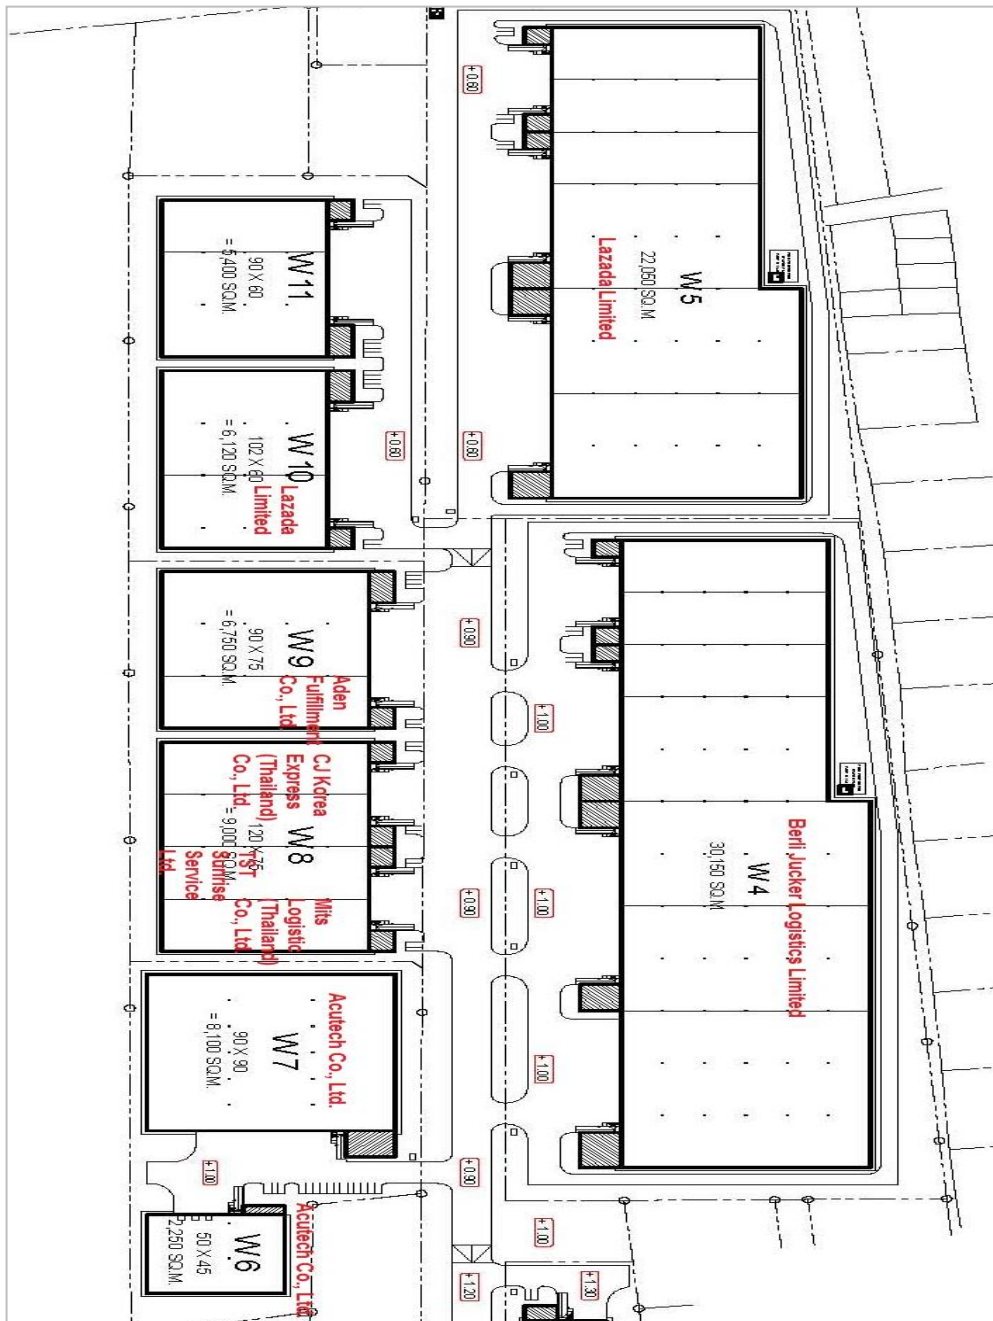 + 0.60
W5
22,050 SQ.M.
Lazada Limited
W11
90 X 60
= 5,400 SQ.M.
+ 0.60
+ 0.60
W10
102 X 60
= 6,120 SQ.M.
Lazada
Limited
+ 0.90
W9
90 X 75
= 6,750 SQ.M.
Aden
Fulfillment
Co., Ltd.
+ 1.00
CJ Korea
Express
(Thailand)
Co., Ltd.
W8
120 X 75
= 9,000 SQ.M.
TST
Sunrise
Service
Ltd.
Mits
Logistic
(Thailand)
Co., Ltd.
+ 0.90
+ 1.00
W4
30,150 SQ.M.
Berli Jucker Logistics Limited
Acutech Co., Ltd.
W7
90 X 90
= 8,100 SQ.M.
+ 1.00
+ 1.00
+ 0.90
Acutech Co., Ltd.
W6
50 X 45
2,250 SQ.M.
+ 1.00
+ 1.20
+ 1.30